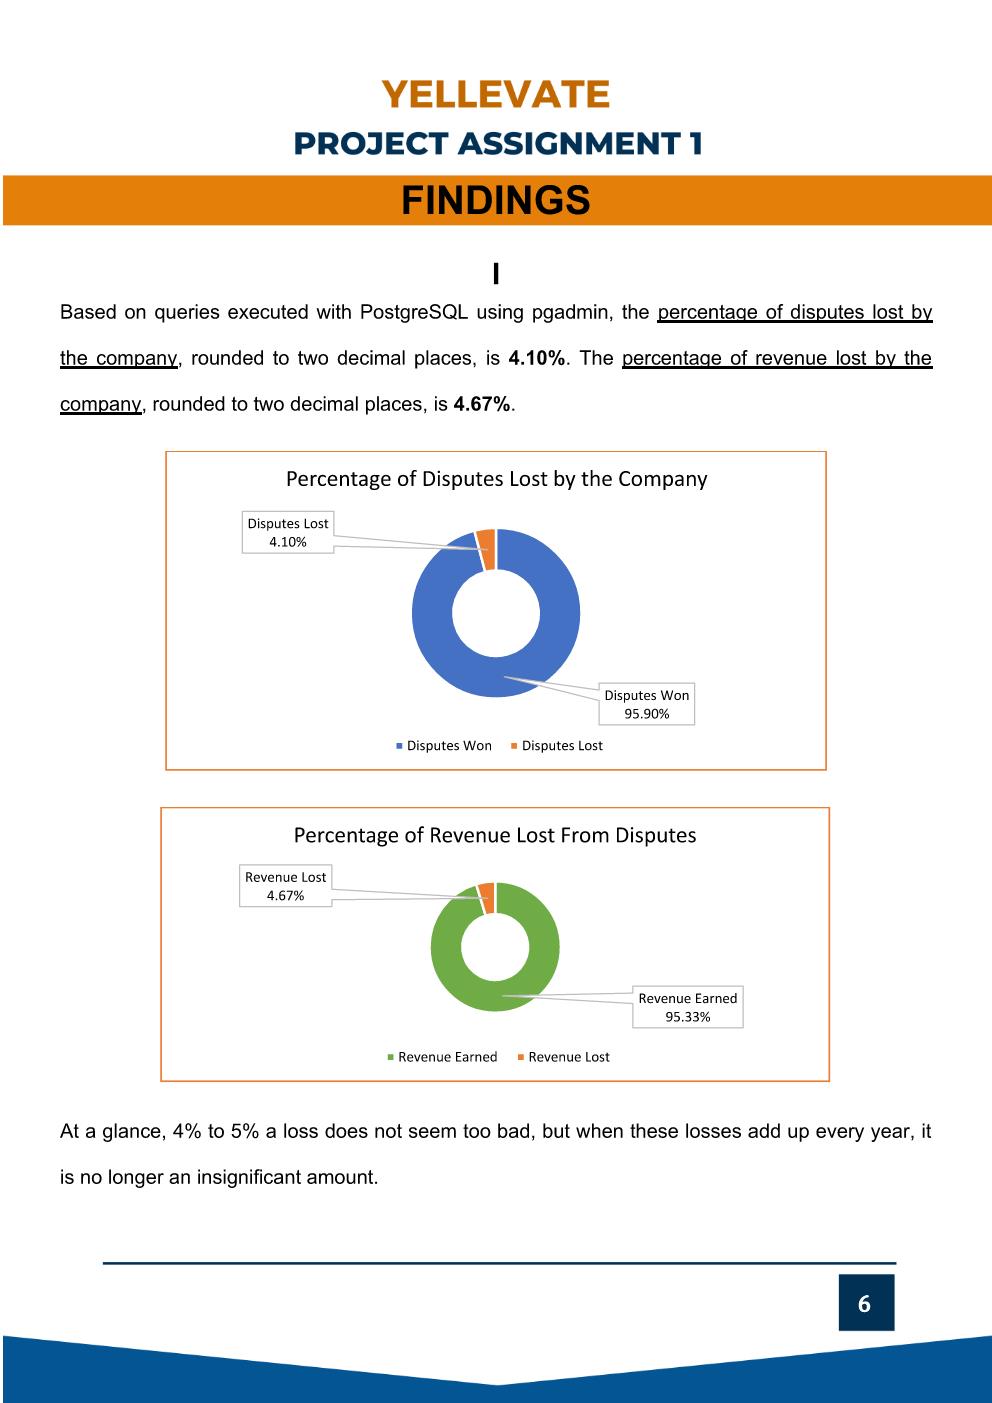 YELLEVATE
PROJECT ASSIGNMENT 1
FINDINGS
I
Based on queries executed with PostgreSQL using pgadmin, the percentage of disputes lost by
the company, rounded to two decimal places, is 4.10%. The percentage of revenue lost by the
company, rounded to two decimal places, is 4.67%.
Percentage of Disputes Lost by the Company
Disputes Lost
4.10%
Disputes Won
95.90%
Disputes Won Disputes Lost
Percentage of Revenue Lost From Disputes
Revenue Lost
4.67%
Revenue Earned
95.33%
Revenue Earned Revenue Lost
At a glance, 4% to 5% a loss does not seem too bad, but when these losses add up every year, it
is no longer an insignificant amount.
6